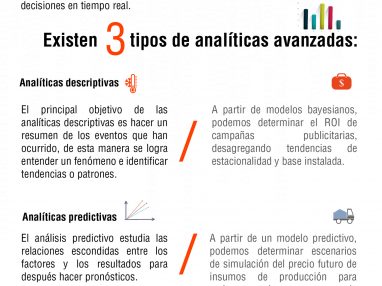 decisiones en tiempo real.
Existen 3 tipos de analíticas avanzadas:
Analíticas descriptivas
El principal objetivo de las
analíticas descriptivas es hacer un
resumen de los eventos que han
ocurrido, de esta manera se logra
entender un fenómeno e identificar
tendencias o patrones.
/
$
A partir de modelos bayesianos,
podemos determinar el ROI de
campañas publicitarias,
desagregando tendencias de
estacionalidad y base instalada.
Analíticas predictivas
El análisis predictivo estudia las
relaciones escondidas entre los
factores y los resultados para
después hacer pronósticos.
/
A partir de un modelo predictivo,
podemos determinar escenarios
de simulación del precio futuro de
insumos de producción para